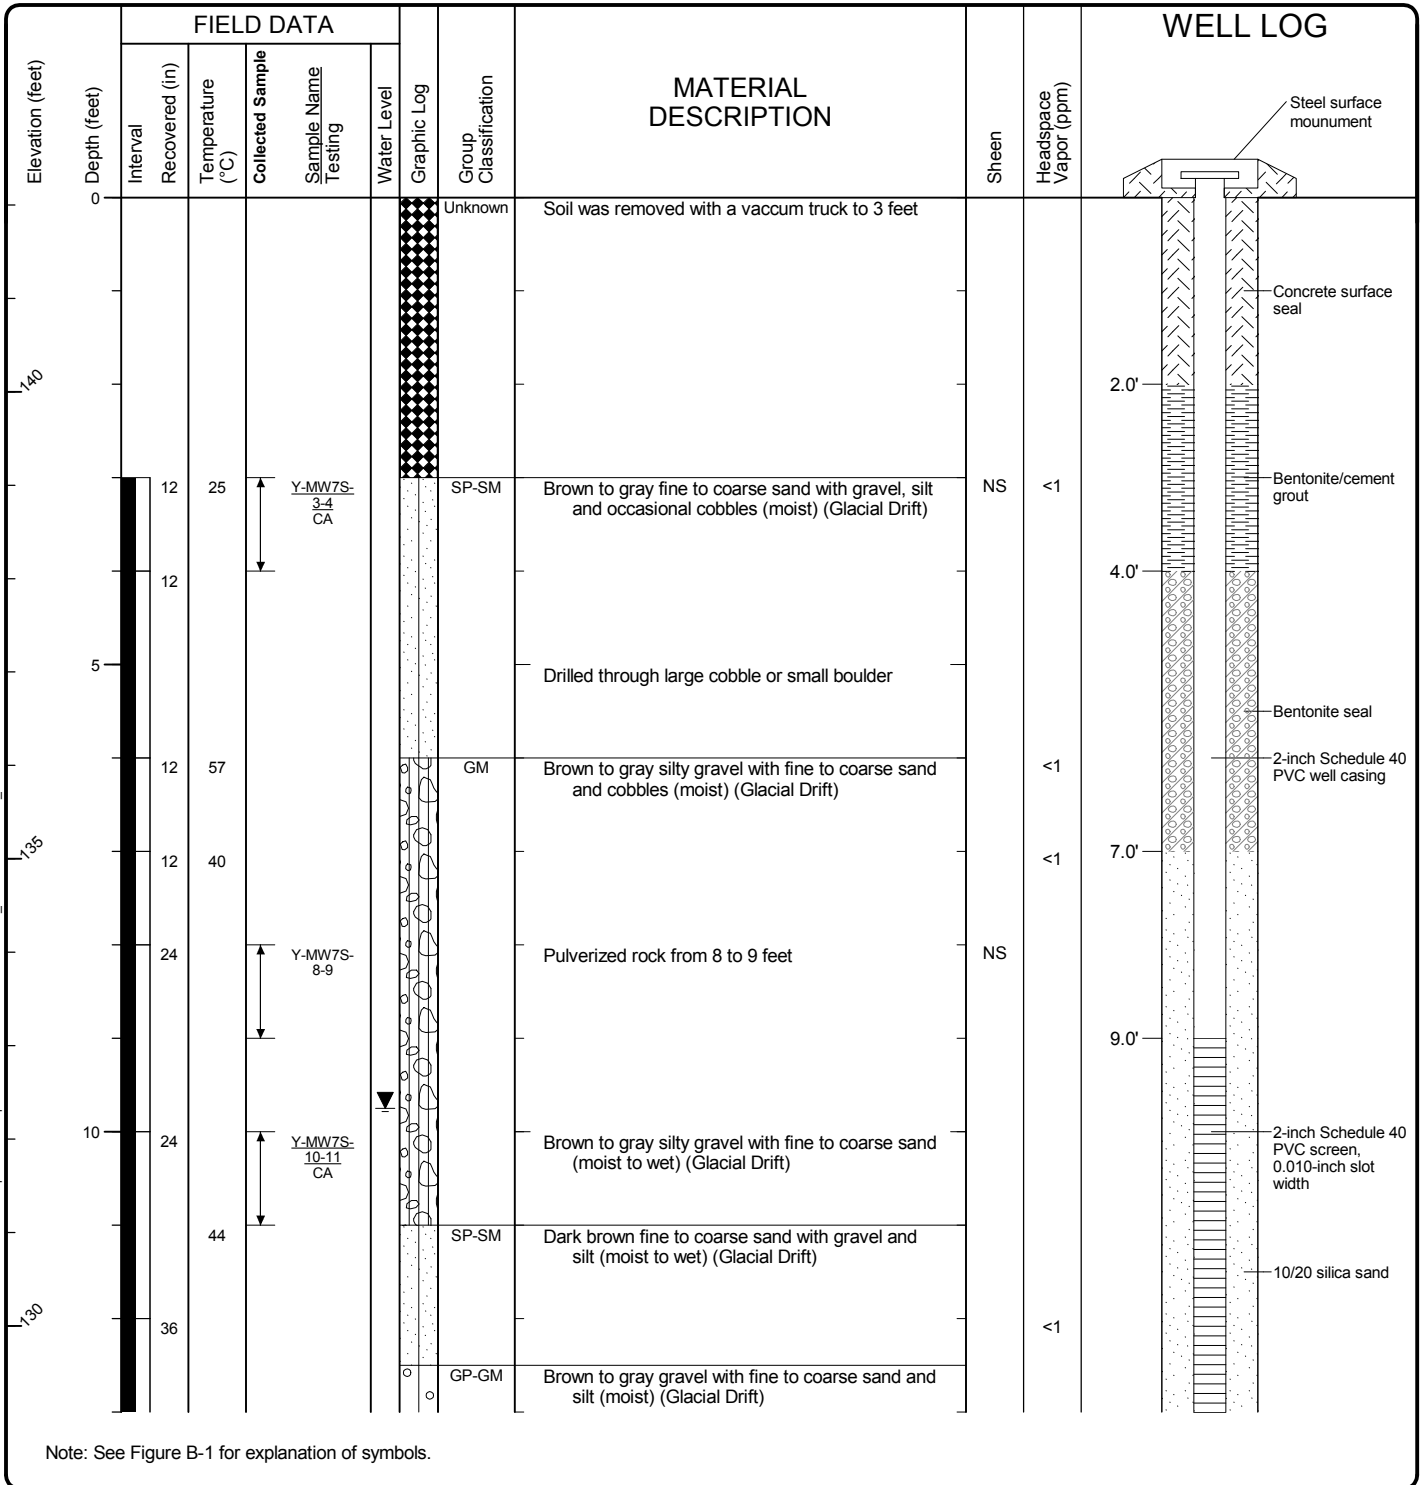 FIELD DATA
WELL LOG
Elevation (feet)
Depth (feet)
Interval
Recovered (in)
Temperature
(°C)
Collected Sample
Sample Name
Testing
Water Level
Graphic Log
Group
Classification
MATERIAL
DESCRIPTION
Sheen
Headspace
Vapor (ppm)
Steel surface
mounument
0
Unknown
Soil was removed with a vaccum truck to 3 feet
Concrete surface
seal
140
2.0'
12
25
Y-MW7S-
3-4
CA
SP-SM
Brown to gray fine to coarse sand with gravel, silt
and occasional cobbles (moist) (Glacial Drift)
NS
<1
Bentonite/cement
grout
12
4.0'
5
Drilled through large cobble or small boulder
Bentonite seal
12
57
GM
Brown to gray silty gravel with fine to coarse sand
and cobbles (moist) (Glacial Drift)
<1
2-inch Schedule 40
PVC well casing
135
12
40
<1
7.0'
24
Y-MW7S-
8-9
Pulverized rock from 8 to 9 feet
NS
9.0'
10
24
Y-MW7S-
10-11
CA
Brown to gray silty gravel with fine to coarse sand
(moist to wet) (Glacial Drift)
2-inch Schedule 40
PVC screen,
0.010-inch slot
width
44
SP-SM
Dark brown fine to coarse sand with gravel and
silt (moist to wet) (Glacial Drift)
10/20 silica sand
130
36
<1
GP-GM
Brown to gray gravel with fine to coarse sand and
silt (moist) (Glacial Drift)
Note: See Figure B-1 for explanation of symbols.